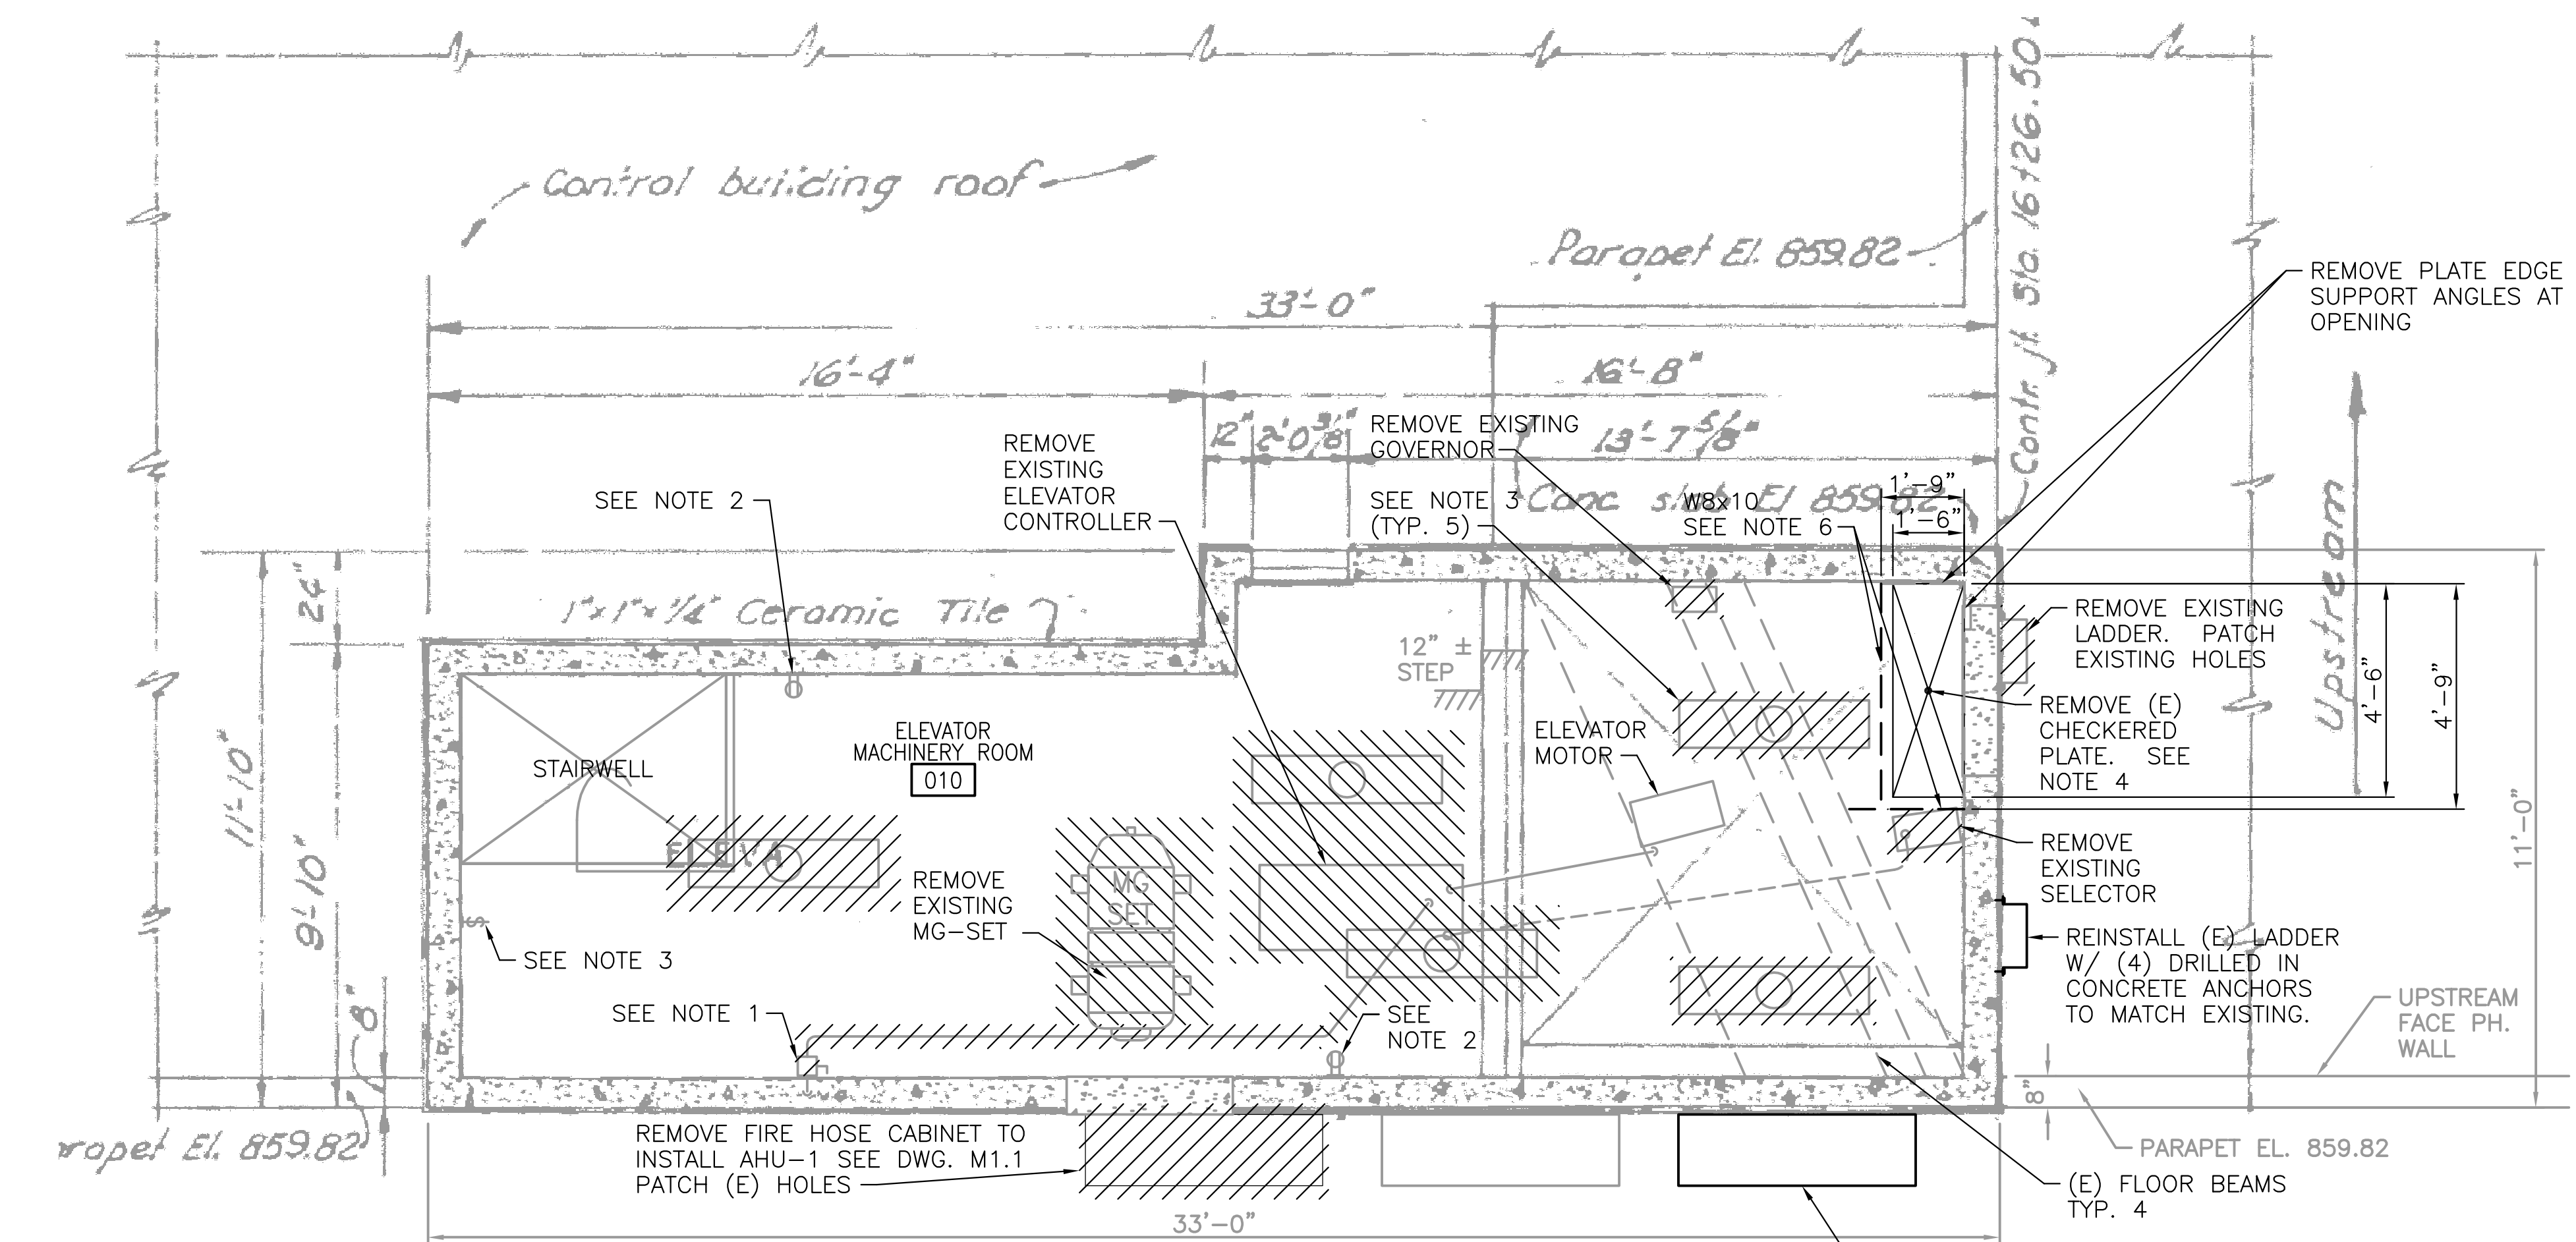 Control building roof
Contr. jt. Sta. 16+26.50
Parapet El. 859.82
REMOVE PLATE EDGE
SUPPORT ANGLES AT
OPENING
33'-0"
16'-4"
16'-8"
12"
2'0 3/8"
13'-7 5/8"
REMOVE EXISTING
GOVERNOR
REMOVE
EXISTING
ELEVATOR
CONTROLLER
SEE NOTE 2
SEE NOTE 3
(TYP. 5)
Conc slab El 859.82
W8x10
SEE NOTE 6
1'-9"
1'-6"
Upstream
24"
1"x1"x1/4" Ceramic Tile
12" ±
STEP
REMOVE EXISTING
LADDER. PATCH
EXISTING HOLES
4'-6"
4'-9"
REMOVE (E)
CHECKERED
PLATE. SEE
NOTE 4
ELEVATOR
MACHINERY ROOM
010
STAIRWELL
ELEVATOR
MOTOR
11'-10"
9'-10"
11'-0"
ELEVA
MG
SET
REMOVE
EXISTING
MG-SET
REMOVE
EXISTING
SELECTOR
S
SEE NOTE 3
REINSTALL (E) LADDER
W/ (4) DRILLED IN
CONCRETE ANCHORS
TO MATCH EXISTING.
8"
SEE NOTE 1
SEE
NOTE 2
UPSTREAM
FACE PH.
WALL
8"
rapet El. 859.82
REMOVE FIRE HOSE CABINET TO
INSTALL AHU-1 SEE DWG. M1.1
PATCH (E) HOLES
PARAPET EL. 859.82
(E) FLOOR BEAMS
TYP. 4
33'-0"